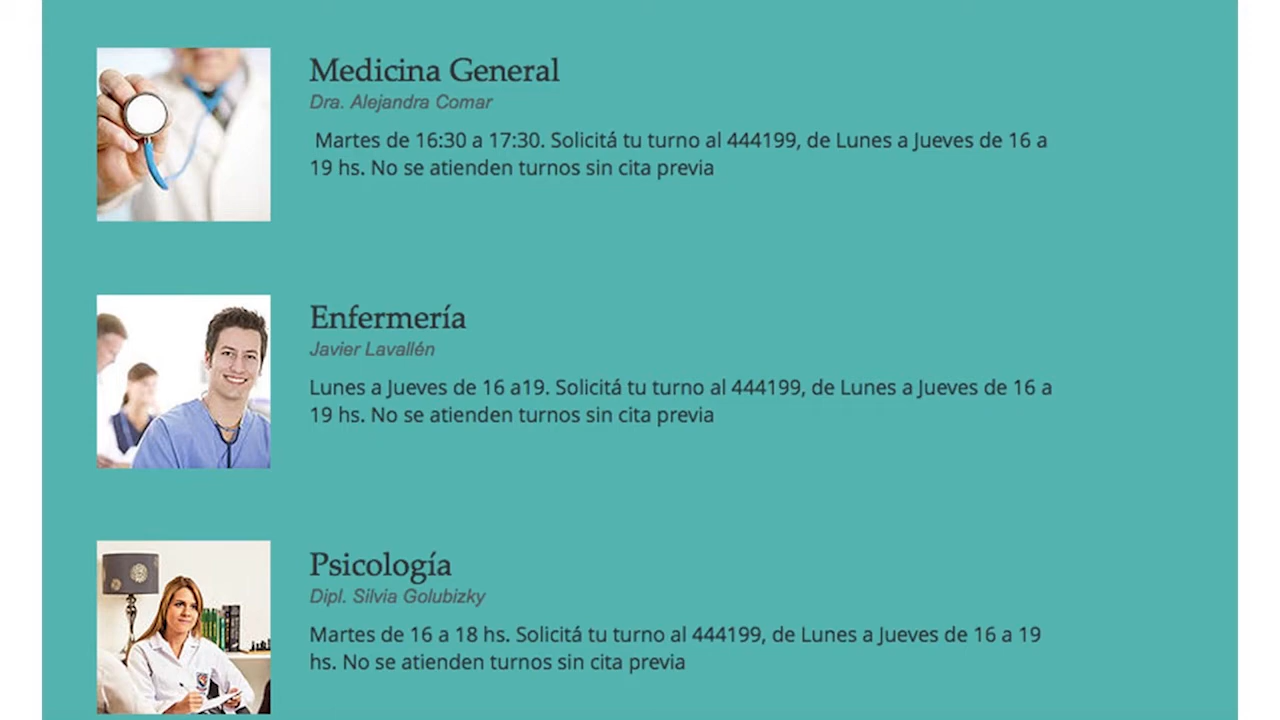 Medicina General
Dra. Alejandra Comar
Martes de 16:30 a 17:30. Solicitá tu turno al 444199, de Lunes a Jueves de 16 a
19 hs. No se atienden turnos sin cita previa
Enfermería
Javier Lavallén
Lunes a Jueves de 16 a19. Solicitá tu turno al 444199, de Lunes a Jueves de 16 a
19 hs. No se atienden turnos sin cita previa
Psicología
Dipl. Silvia Golubizky
Martes de 16 a 18 hs. Solicitá tu turno al 444199, de Lunes a Jueves de 16 a 19
hs. No se atienden turnos sin cita previa